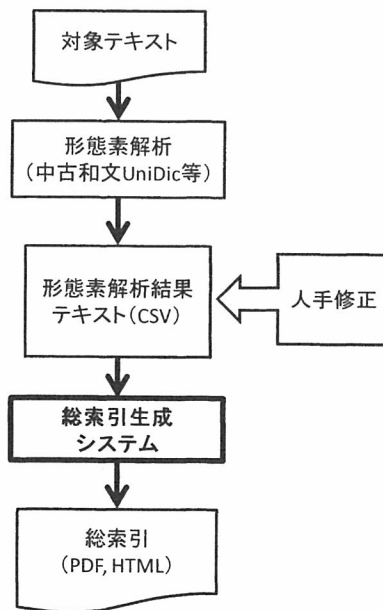 対象テキスト
形態素解析
（中古和文UniDic等）
形態素解析結果
テキスト（CSV）
人手修正
総索引生成
システム
総索引
(PDF, HTML)